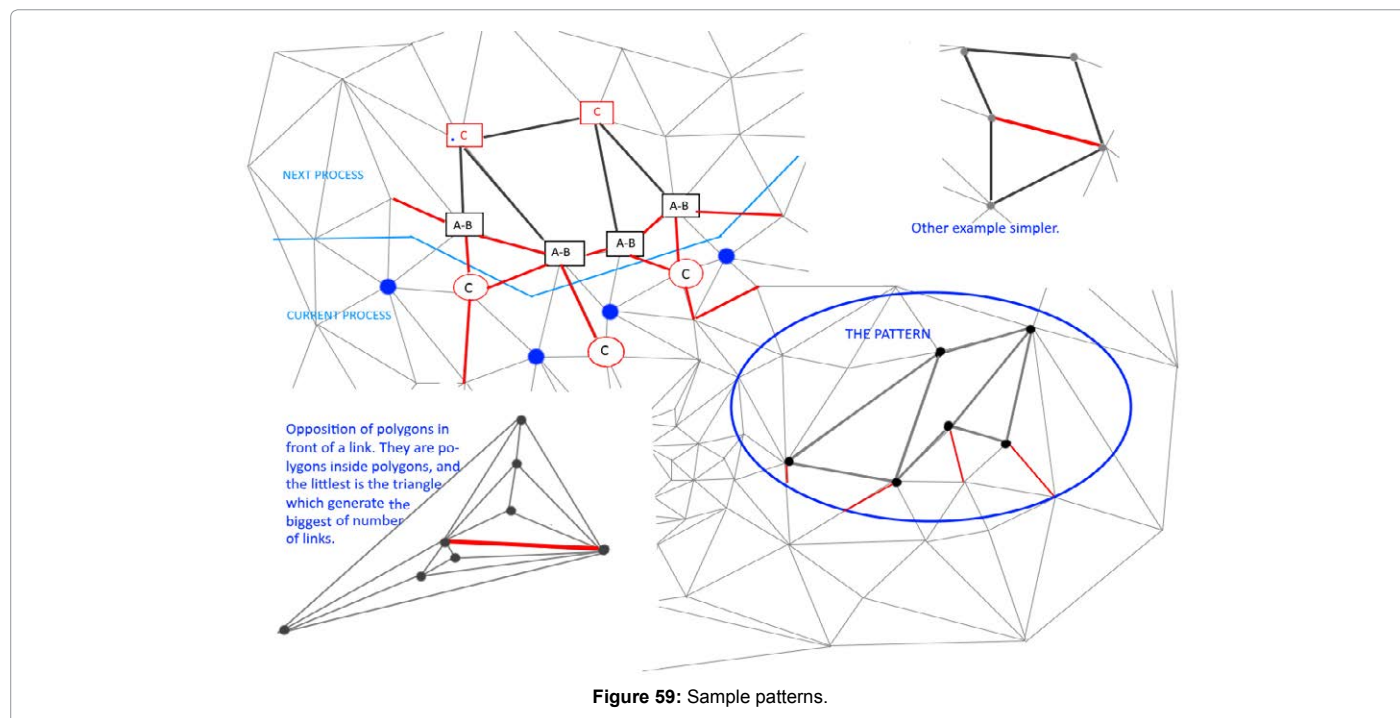 C
. C
NEXT PROCESS
A-B
A-B
A-B
A-B
C
C
CURRENT PROCESS
C
Other example simpler.
THE PATTERN
Opposition of polygons in
front of a link. They are po-
lygons inside polygons, and
the littlest is the triangle
which generate the
biggest of number
of links.
Figure 59: Sample patterns.